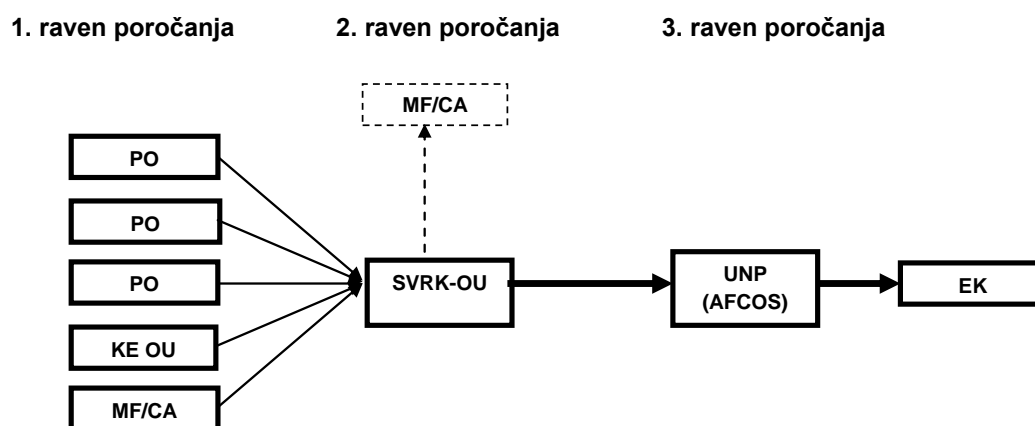 1. raven poročanja 2. raven poročanja 3. raven poročanja
MF/CA
PO
PO
PO
KE OU
MF/CA
SVRK-OU
UNP
(AFCOS)
EK